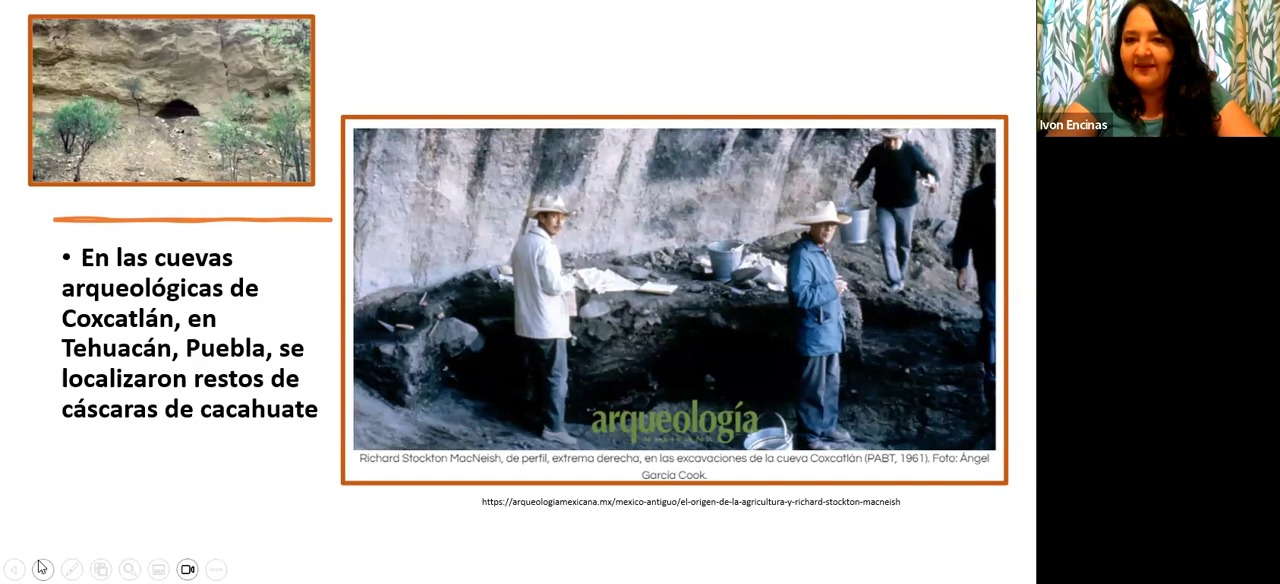 Ivon Encinas
• En las cuevas
arqueológicas de
Coxcatlán, en
Tehuacán, Puebla, se
localizaron restos de
cáscaras de cacahuate
arqueología
MEXICANA
Richard Stockton MacNeish, de perfil, extrema derecha, en las excavaciones de la cueva Coxcatlán (PABT, 1961). Foto: Ángel
García Cook.
https://arqueologiamexicana.mx/mexico-antiguo/el-origen-de-la-agricultura-y-richard-stockton-macneish